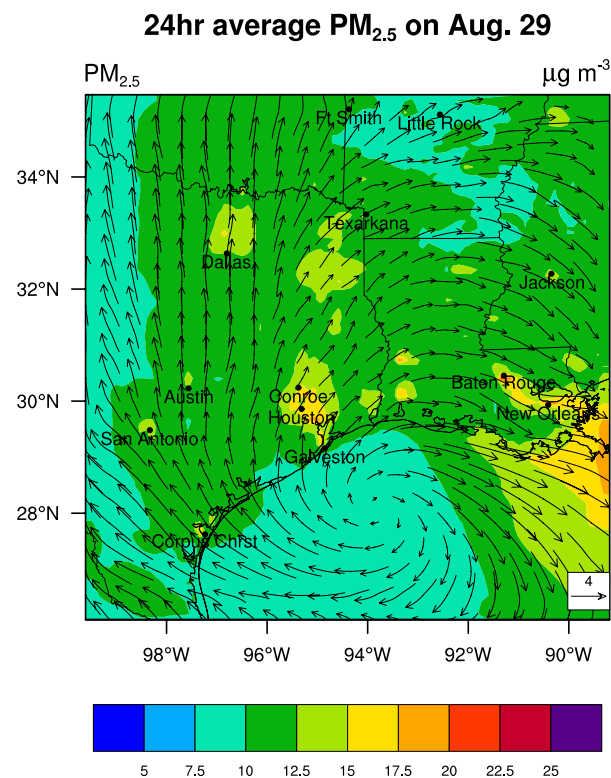 24hr average PM2.5 on Aug. 29
PM2.5 µg m-3
Ft Smith
Little Rock
34°N
Texarkana
Dallas
32°N
Jackson
Baton Rouge
30°N
Austin
Conroe
New Orleans
Houston
San Antonio
Galveston
28°N
Corpus Chrst
4
98°W 96°W 94°W 92°W 90°W
5 7.5 10 12.5 15 17.5 20 22.5 25